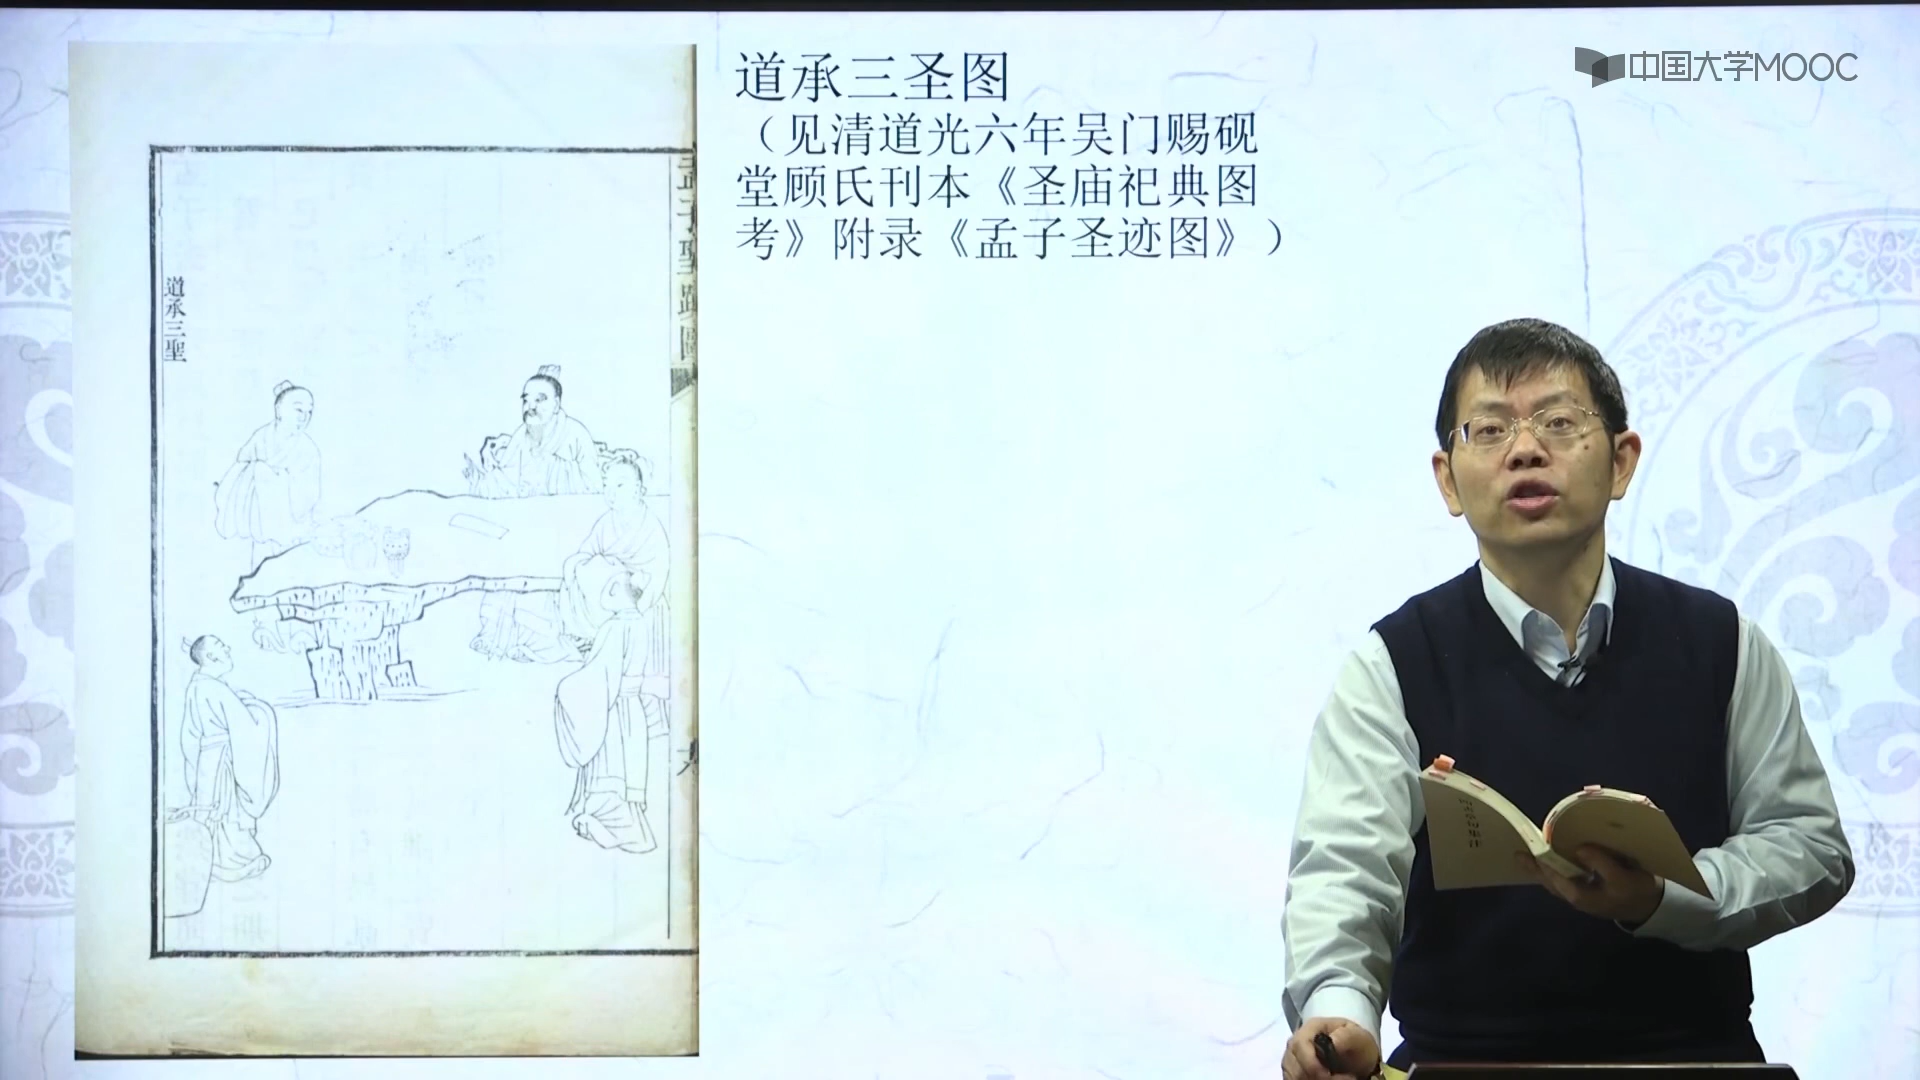 道承三圣图
（见清道光六年吴门赐砚
堂顾氏刊本《圣庙祀典图
考》附录《孟子圣迹图》）
中国大学MOOC
道承三聖
孟子聖蹟圖